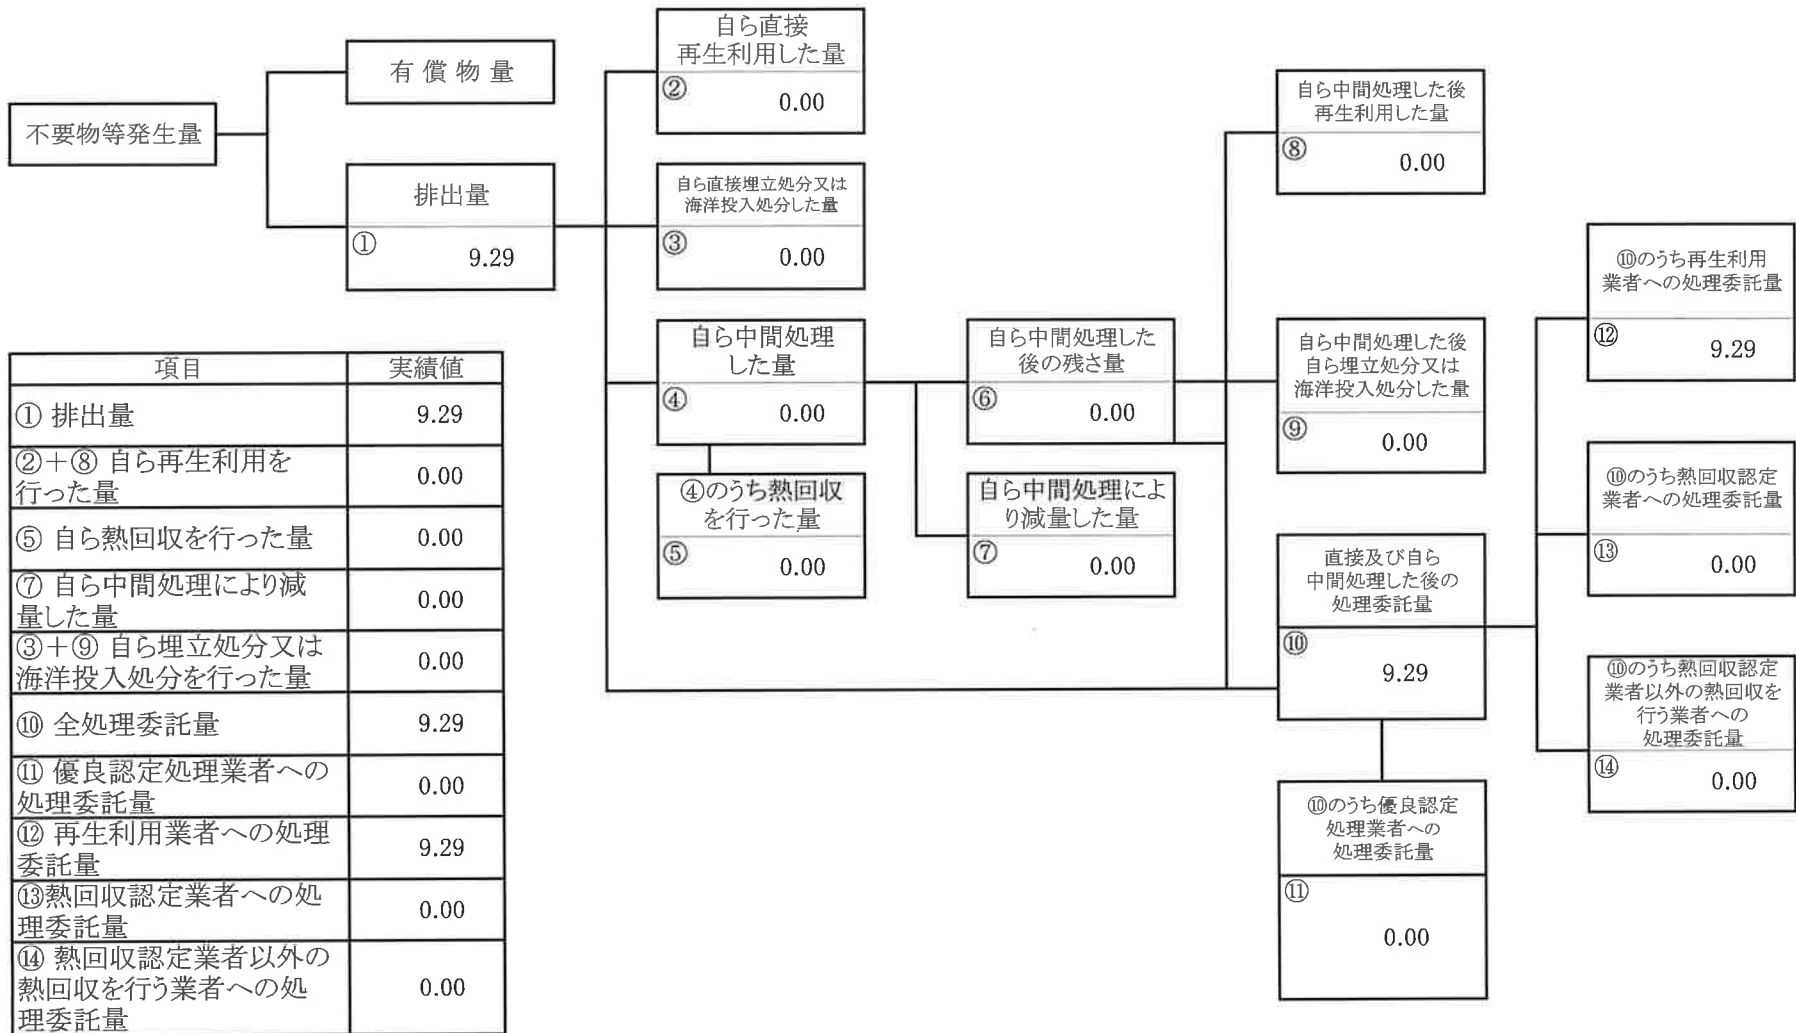 不要物等発生量
有償物量
排出量
①
9.29
自ら直接
再生利用した量
②
0.00
自ら直接埋立処分又は
海洋投入処分した量
③
0.00
自ら中間処理
した量
④
0.00
④のうち熱回収
を行った量
⑤
0.00
自ら中間処理した
後の残さ量
⑥
0.00
自ら中間処理によ
り減量した量
⑦
0.00
自ら中間処理した後
再生利用した量
⑧
0.00
自ら中間処理した後
自ら埋立処分又は
海洋投入処分した量
⑨
0.00
直接及び自ら
中間処理した後の
処理委託量
⑩
9.29
⑩のうち優良認定
処理業者への
処理委託量
⑪
0.00
⑩のうち再生利用
業者への処理委託量
⑫
9.29
⑩のうち熱回収認定
業者への処理委託量
⑬
0.00
⑩のうち熱回収認定
業者以外の熱回収を
行う業者への
処理委託量
⑭
0.00
項目 実績値
① 排出量 9.29
②+⑧ 自ら再生利用を
行った量 0.00
⑤ 自ら熱回収を行った量 0.00
⑦ 自ら中間処理により減
量した量 0.00
③+⑨ 自ら埋立処分又は
海洋投入処分を行った量 0.00
⑩ 全処理委託量 9.29
⑪ 優良認定処理業者への
処理委託量 0.00
⑫ 再生利用業者への処理
委託量 9.29
⑬熱回収認定業者への処
理委託量 0.00
⑭ 熱回収認定業者以外の
熱回収を行う業者への処
理委託量 0.00